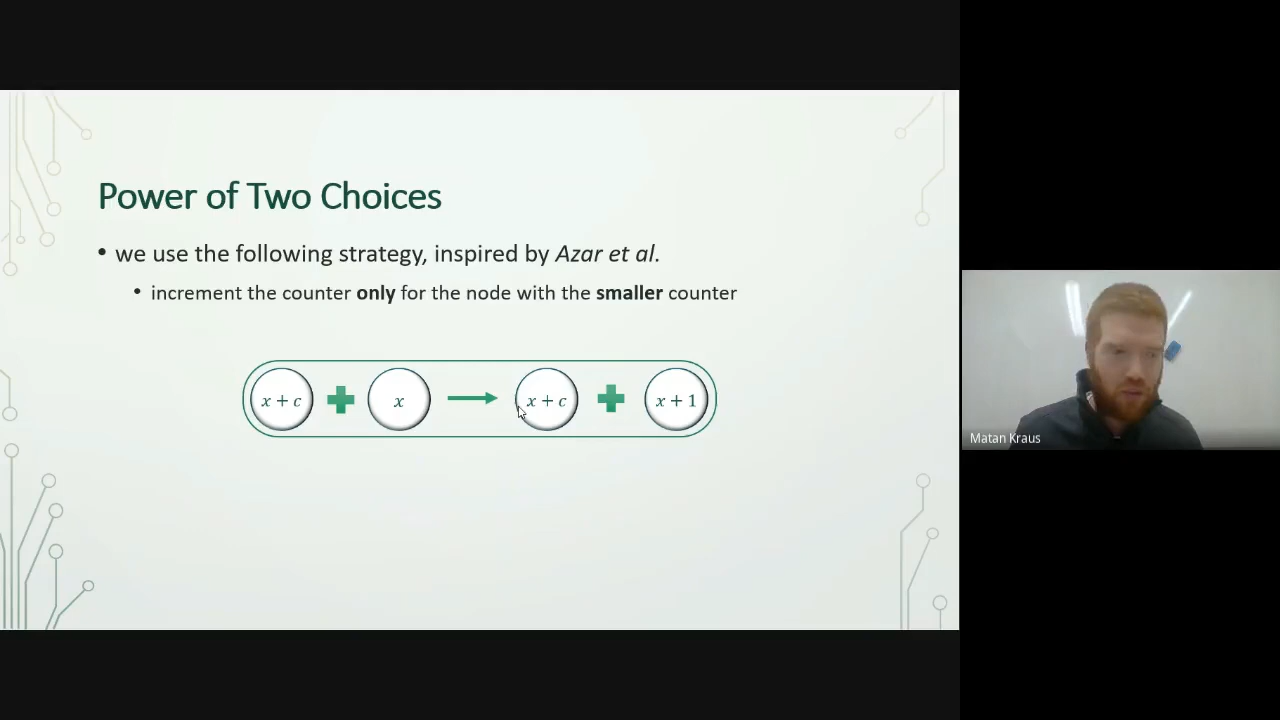 Power of Two Choices
• we use the following strategy, inspired by Azar et al.
• increment the counter only for the node with the smaller counter
x + c + x → x + c + x + 1
Matan Kraus